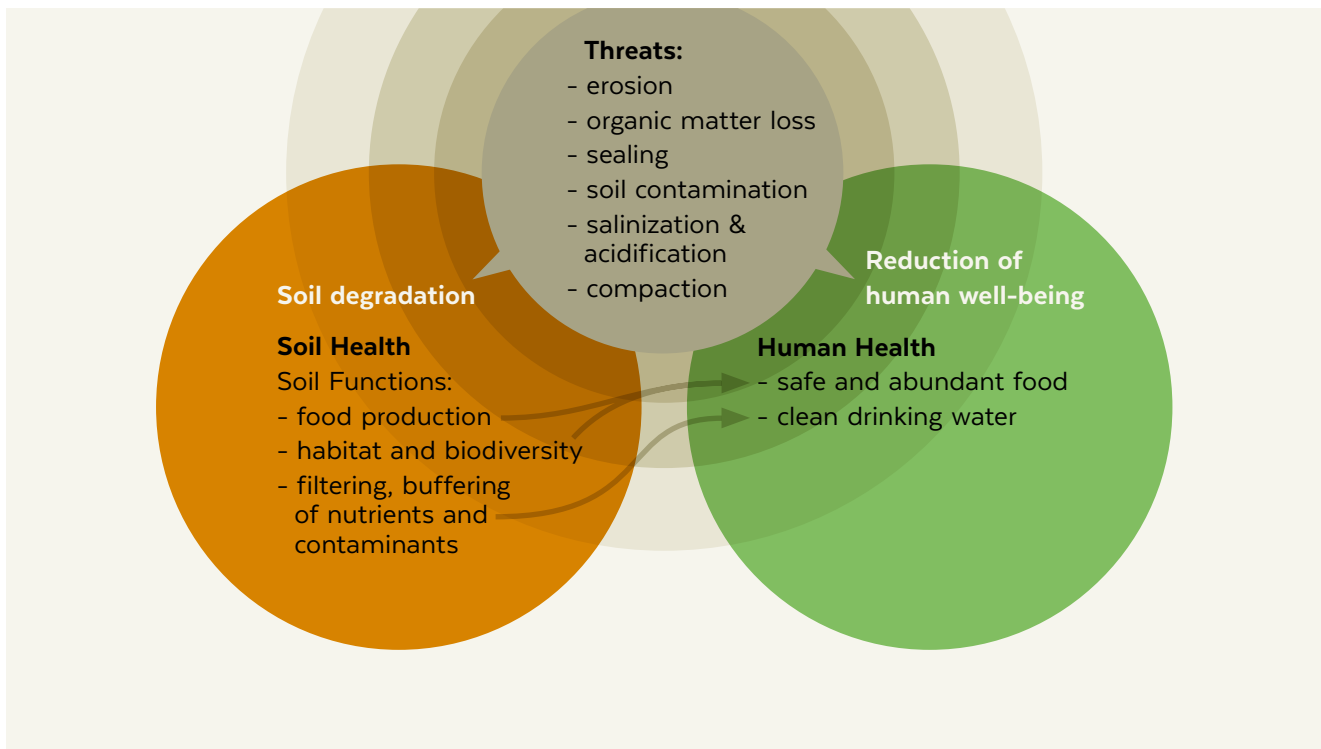 Threats:
- erosion
- organic matter loss
- sealing
- soil contamination
- salinization &
acidification
- compaction
Soil degradation
Soil Health
Soil Functions:
- food production
- habitat and biodiversity
- filtering, buffering
of nutrients and
contaminants
Reduction of
human well-being
Human Health
- safe and abundant food
- clean drinking water